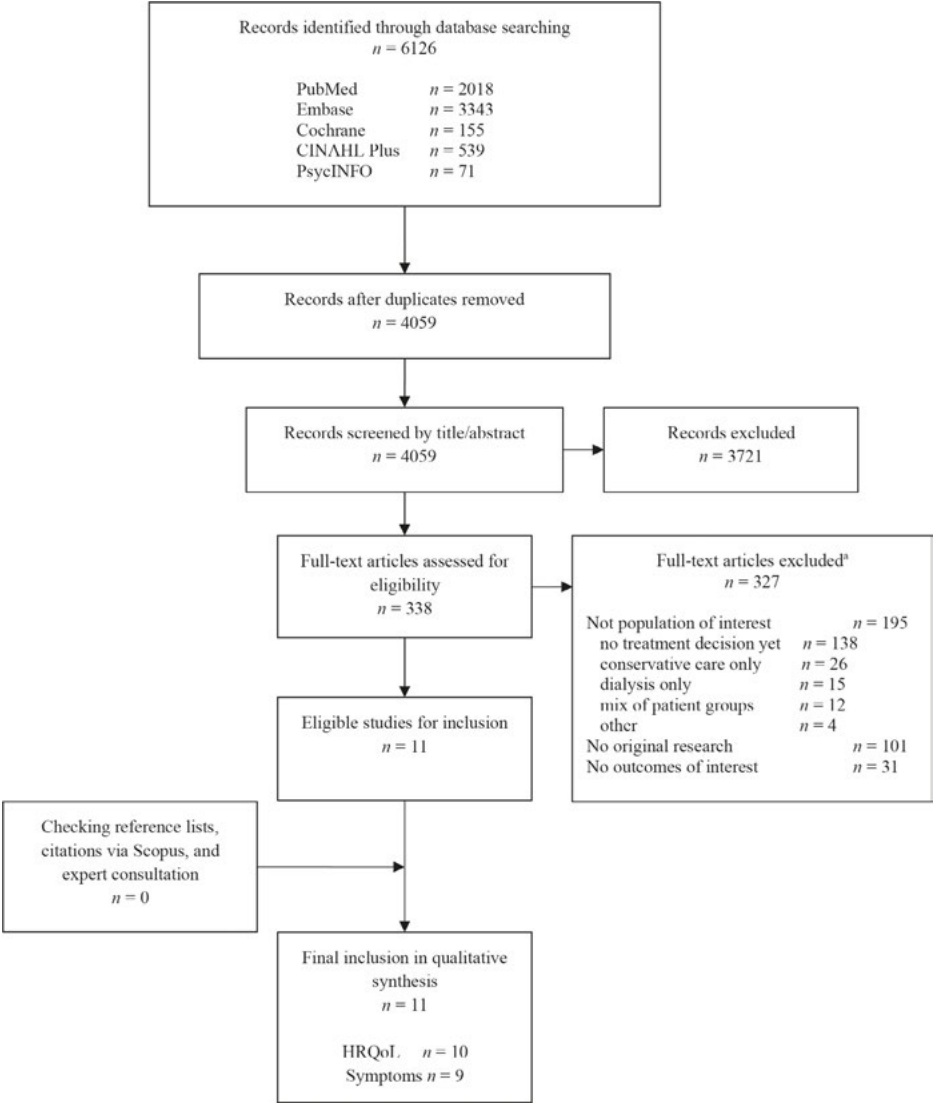 Records identified through database searching
n = 6126
PubMed n = 2018
Embase n = 3343
Cochrane n = 155
CINAHL Plus n = 539
PsycINFO n = 71
Records after duplicates removed
n = 4059
Records screened by title/abstract
n = 4059
Records excluded
n = 3721
Full-text articles assessed for
eligibility
n = 338
Full-text articles excludedᵃ
n = 327
Not population of interest n = 195
no treatment decision yet n = 138
conservative care only n = 26
dialysis only n = 15
mix of patient groups n = 12
other n = 4
No original research n = 101
No outcomes of interest n = 31
Eligible studies for inclusion
n = 11
Checking reference lists,
citations via Scopus, and
expert consultation
n = 0
Final inclusion in qualitative
synthesis
n = 11
HRQoL n = 10
Symptoms n = 9